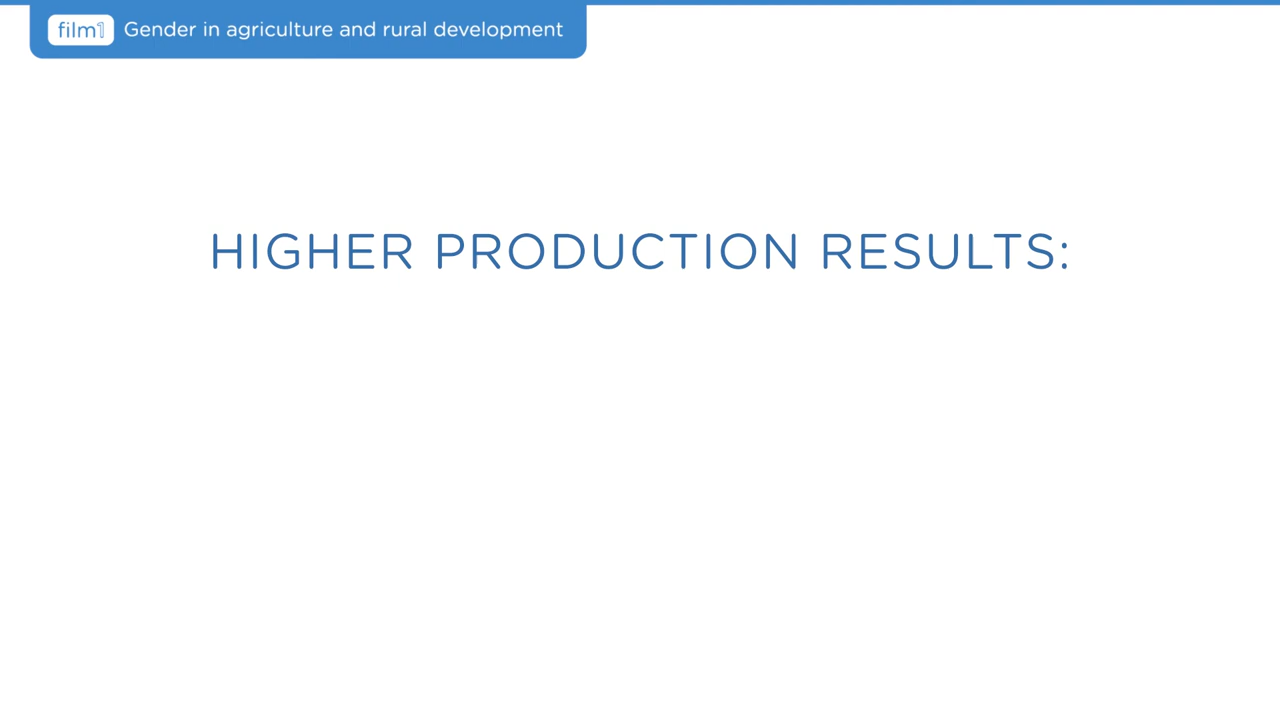 film1 Gender in agriculture and rural development
HIGHER PRODUCTION RESULTS: